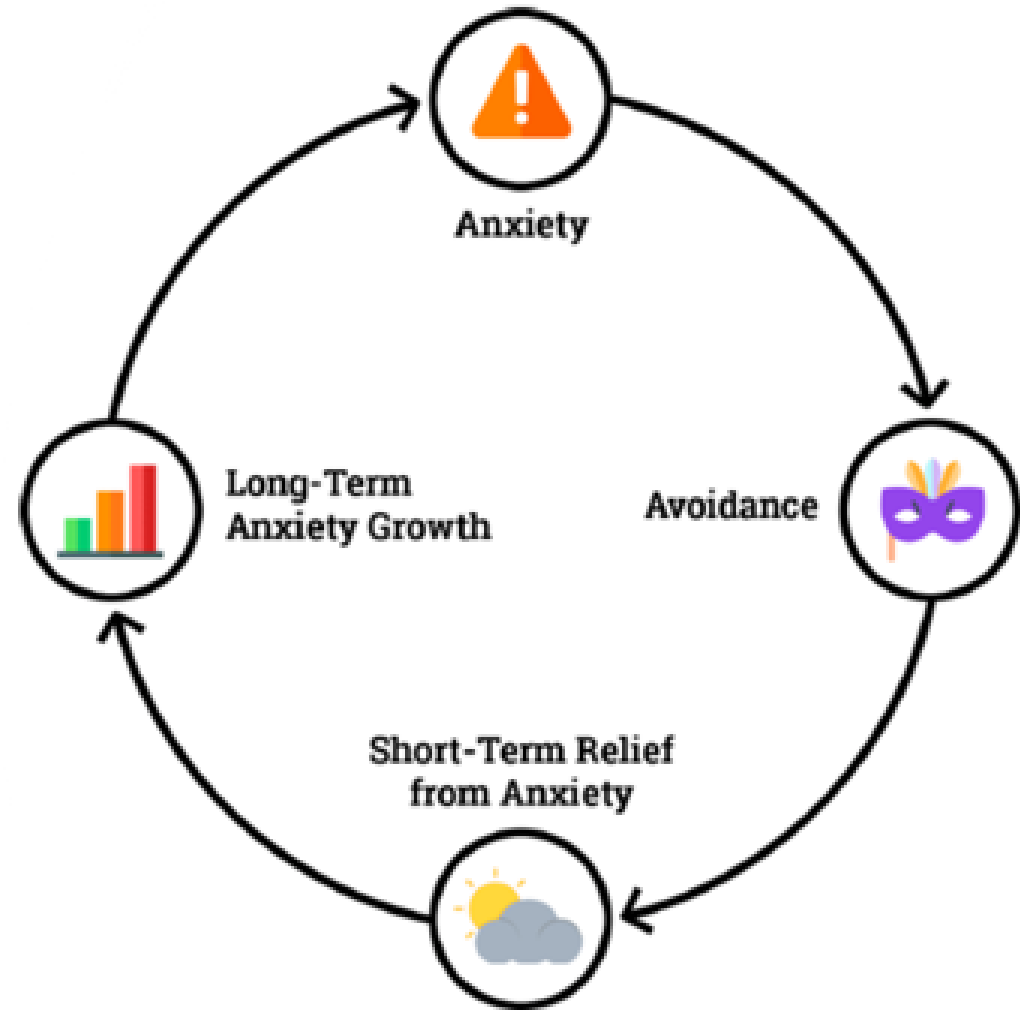 Anxiety
Avoidance
Short-Term Relief
from Anxiety
Long-Term
Anxiety Growth